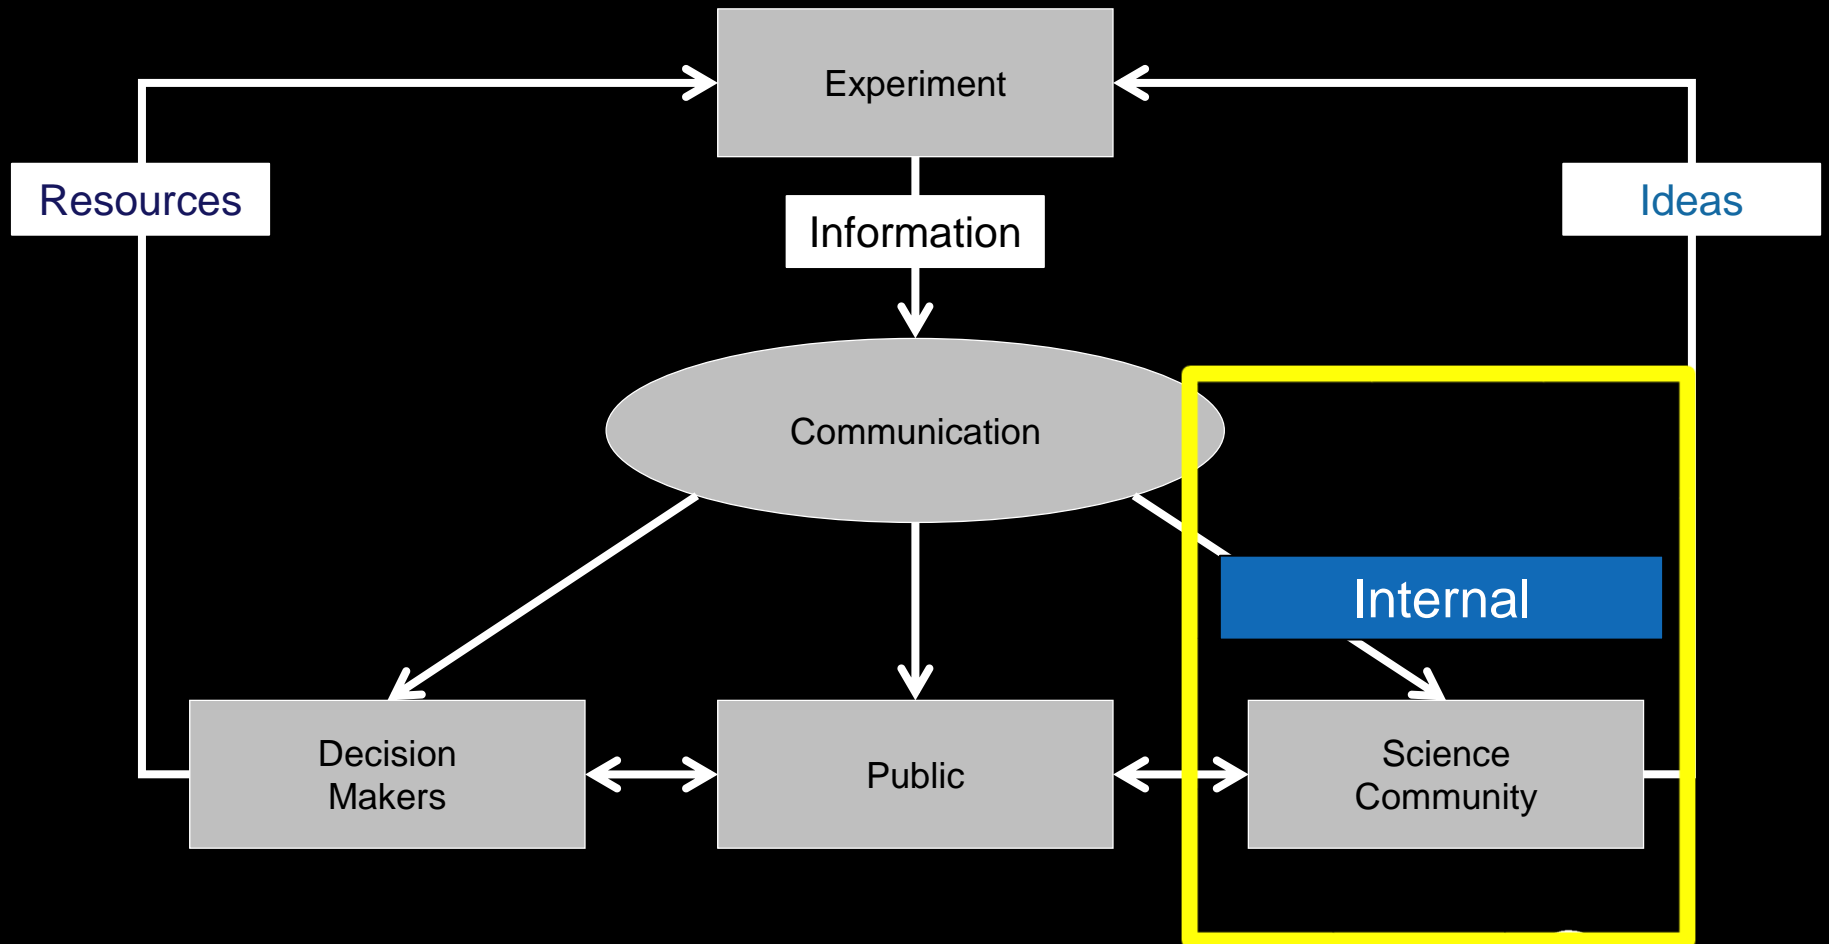 Experiment
Resources
Ideas
Information
Communication
Internal
Decision
Makers
Public
Science
Community